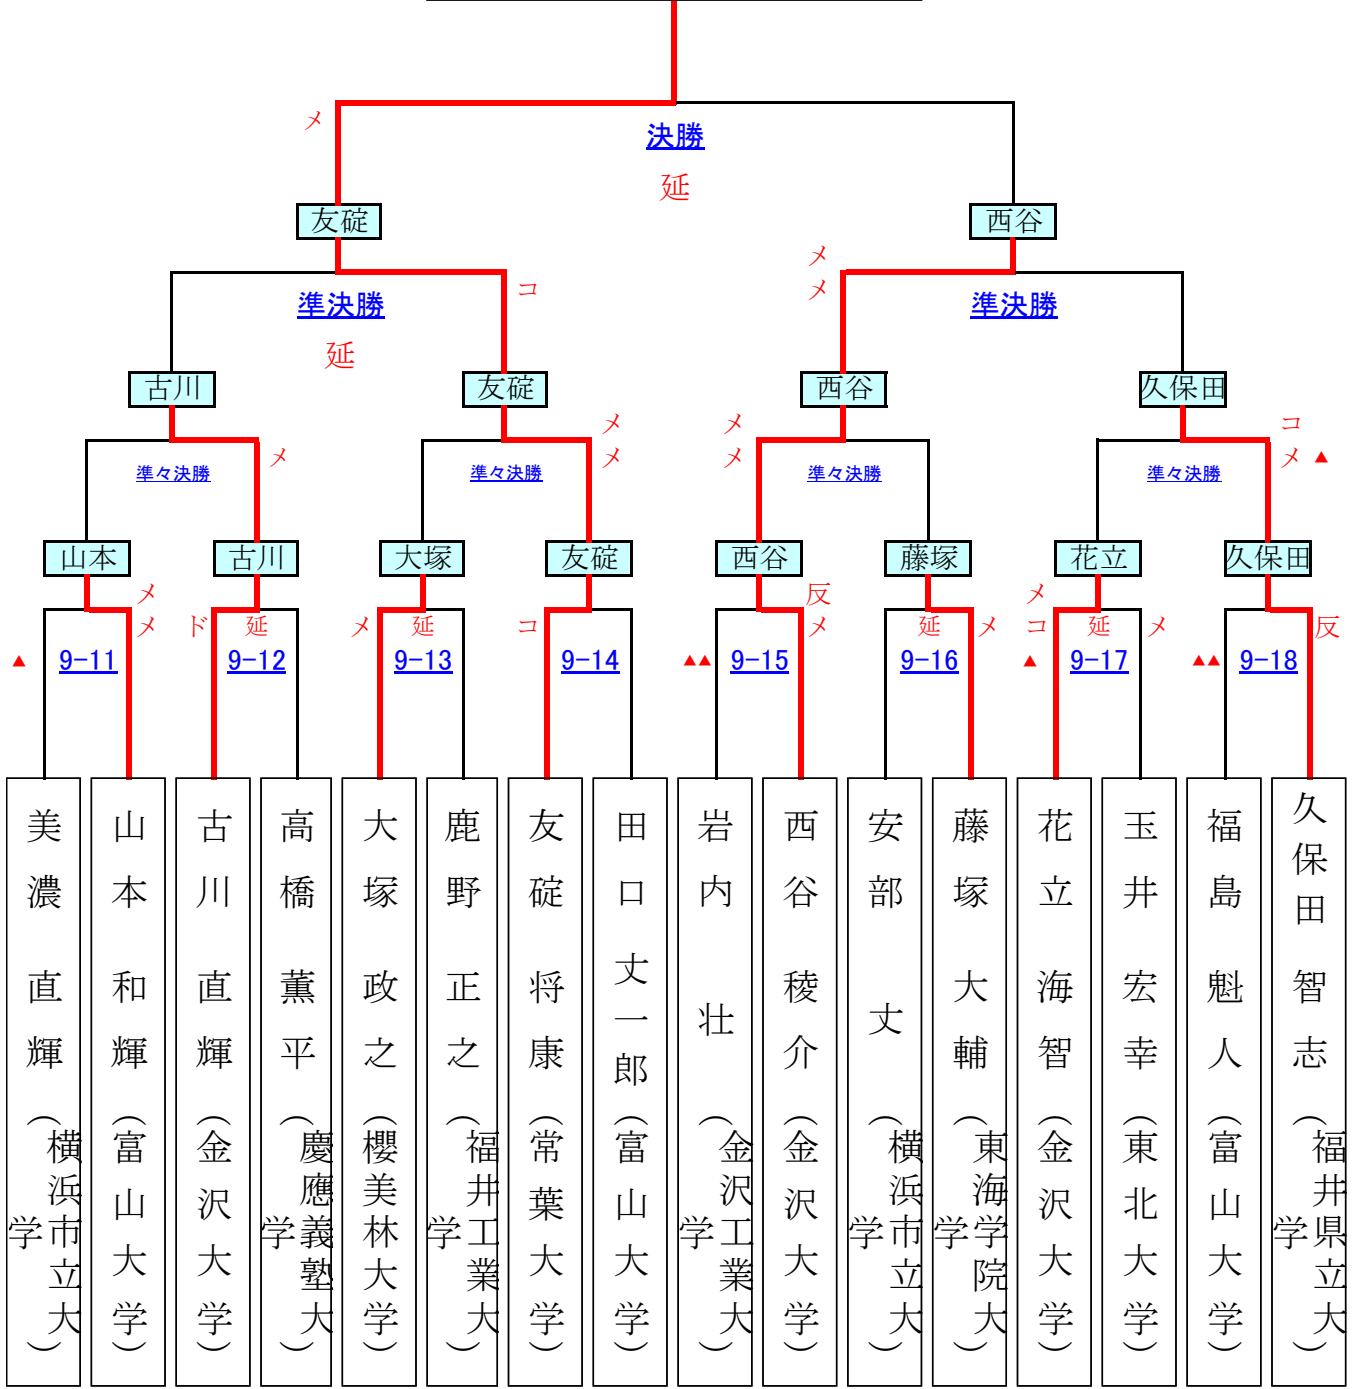 メ
決勝
延
友碇
西谷
メ
メ
コ
準決勝
準決勝
延
古川
友碇
西谷
久保田
メ
メ
メ
メ
メ
コ
メ ▲
準々決勝
準々決勝
準々決勝
準々決勝
山本
古川
大塚
友碇
西谷
藤塚
花立
久保田
メ
メ
ド
延
メ
延
コ
反
メ
延
メ
メ
コ
延
メ
反
▲
9-11
9-12
9-13
9-14
▲▲
9-15
9-16
▲
9-17
▲▲
9-18
美濃 直輝 (横浜市立大学)
山本 和輝 (富山大学)
古川 直輝 (金沢大学)
高橋 薫平 (慶應義塾大学)
大塚 政之 (櫻美林大学)
鹿野 正之 (福井工業大学)
友碇 将康 (常葉大学)
田口 丈一郎 (富山大学)
岩内 壮 (金沢工業大学)
西谷 稜介 (金沢大学)
安部 丈 (横浜市立大学)
藤塚 大輔 (東海学院大学)
花立 海智 (金沢大学)
玉井 宏幸 (東北大学)
福島 魁人 (富山大学)
久保田 智志 (福井県立大学)